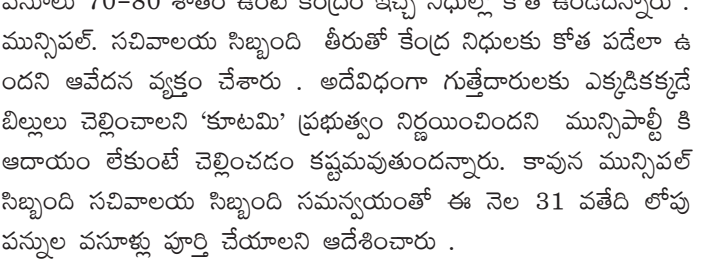 వసూలు 70-80 శాతం ఉంటే కేంద్రం ఇచ్చే నిధుల్లో కోత ఉండదన్నారు .
మున్సిపల్. సచివాలయ సిబ్బంది తీరుతో కేంద్ర నిధులకు కోత పడేలా ఉ
ందని ఆవేదన వ్యక్తం చేశారు . అదేవిధంగా గుత్తేదారులకు ఎక్కడికక్కడే
బిల్లులు చెల్లించాలని ‘కూటమి’ ప్రభుత్వం నిర్ణయించిందని మున్సిపాల్టీ కి
ఆదాయం లేకుంటే చెల్లించడం కష్టమవుతుందన్నారు. కావున మున్సిపల్
సిబ్బంది సచివాలయ సిబ్బంది సమన్వయంతో ఈ నెల 31 వతేది లోపు
పన్నుల వసూళ్లు పూర్తి చేయాలని ఆదేశించారు .